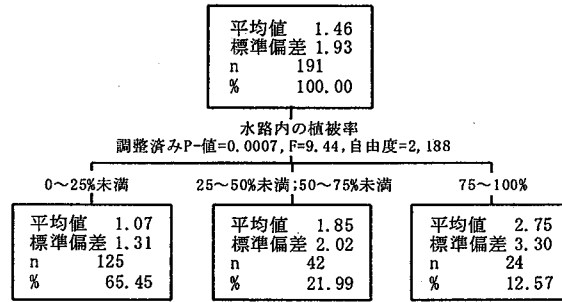 平均値 1.46
標準偏差 1.93
n 191
% 100.00
水路内の植被率
調整済みP-値=0.0007, F=9.44, 自由度=2, 188
0～25%未満
平均値 1.07
標準偏差 1.31
n 125
% 65.45
25～50%未満;50～75%未満
平均値 1.85
標準偏差 2.02
n 42
% 21.99
75～100%
平均値 2.75
標準偏差 3.30
n 24
% 12.57